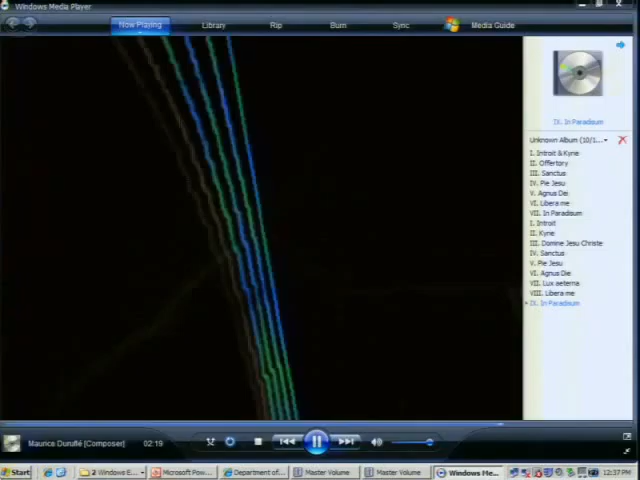 Windows Media Player
Now Playing
Library
Rip
Burn
Sync
Media Guide
IX. In Paradisum
Unknown Album (10/1...
I. Introit & Kyrie
II. Offertory
III. Sanctus
IV. Pie Jesu
V. Agnus Dei
VI. Libera me
VII. In Paradisum
I. Introit
II. Kyrie
III. Domine Jesu Christe
IV. Sanctus
V. Pie Jesu
VI. Agnus Die
VII. Lux aeterna
VIII. Libera me
IX. In Paradisum
Maurice Duruflé [Composer]
02:19
Start
2 Windows E...
Microsoft Pow...
Department of...
Master Volume
Master Volume
Windows Me...
12:37 PM